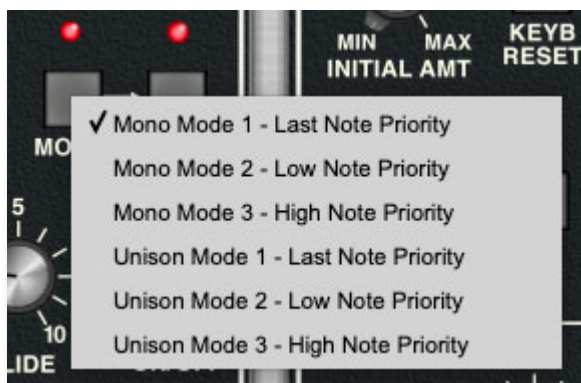 MIN MAX
INITIAL AMT
KEYB
RESET
MO
✓ Mono Mode 1 - Last Note Priority
Mono Mode 2 - Low Note Priority
Mono Mode 3 - High Note Priority
Unison Mode 1 - Last Note Priority
Unison Mode 2 - Low Note Priority
Unison Mode 3 - High Note Priority
5
10
LIDE